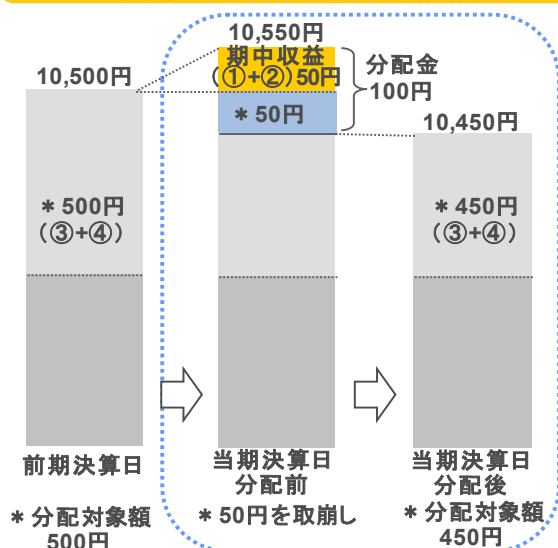 10,550円
期中収益
(①+②)50円
分配金
100円
10,500円
＊50円
10,450円
＊500円
(③+④)
＊450円
(③+④)
前期決算日
当期決算日
分配前
当期決算日
分配後
＊分配対象額
500円
＊50円を取崩し
＊分配対象額
450円